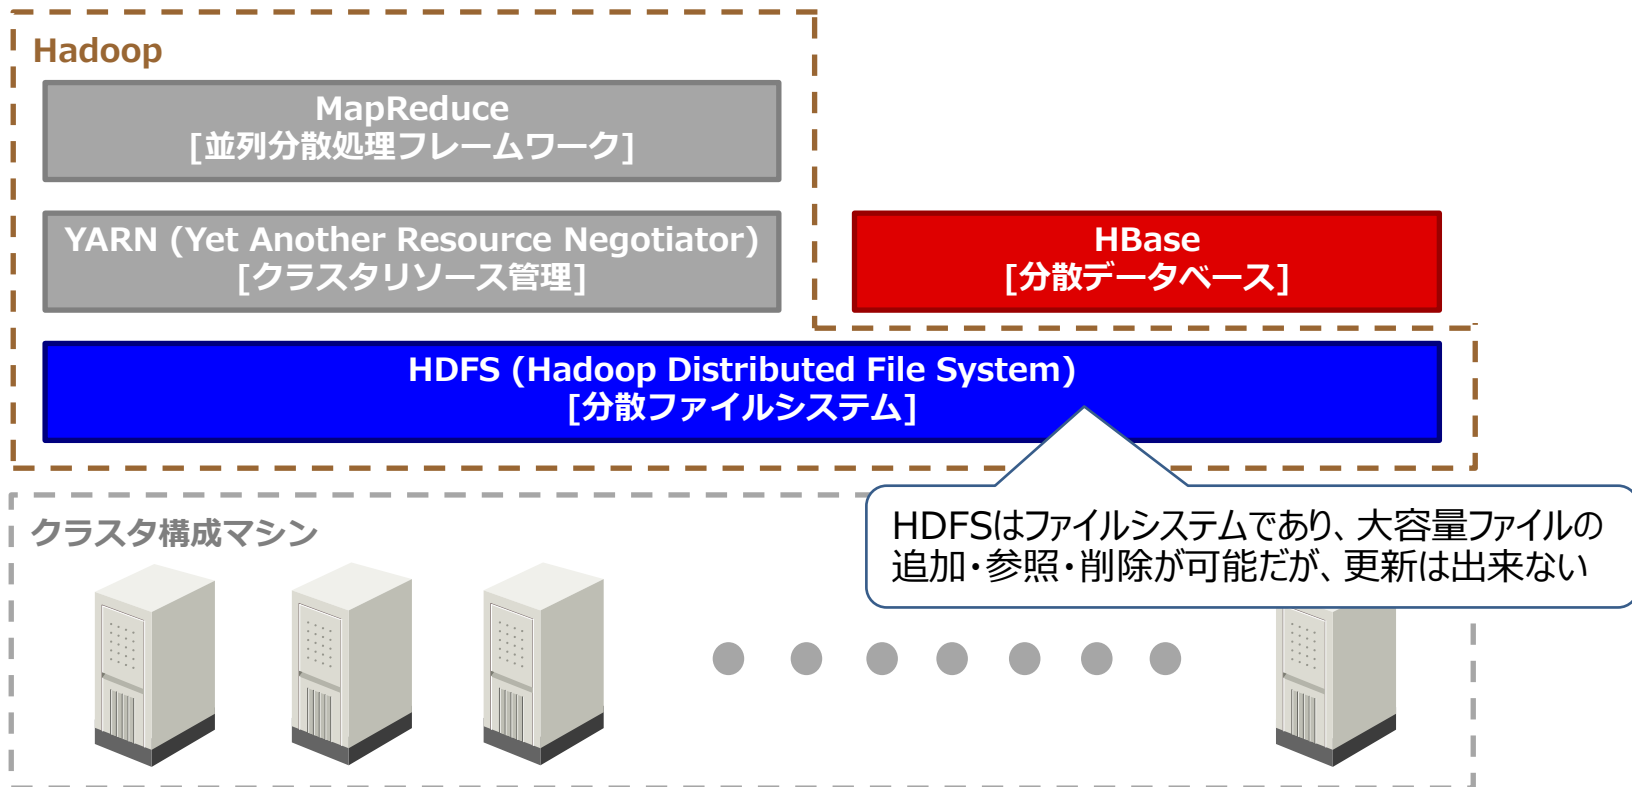 Hadoop
MapReduce
[並列分散処理フレームワーク]
YARN (Yet Another Resource Negotiator)
[クラスタリソース管理]
HBase
[分散データベース]
HDFS (Hadoop Distributed File System)
[分散ファイルシステム]
クラスタ構成マシン
HDFSはファイルシステムであり、大容量ファイルの
追加・参照・削除が可能だが、更新は出来ない